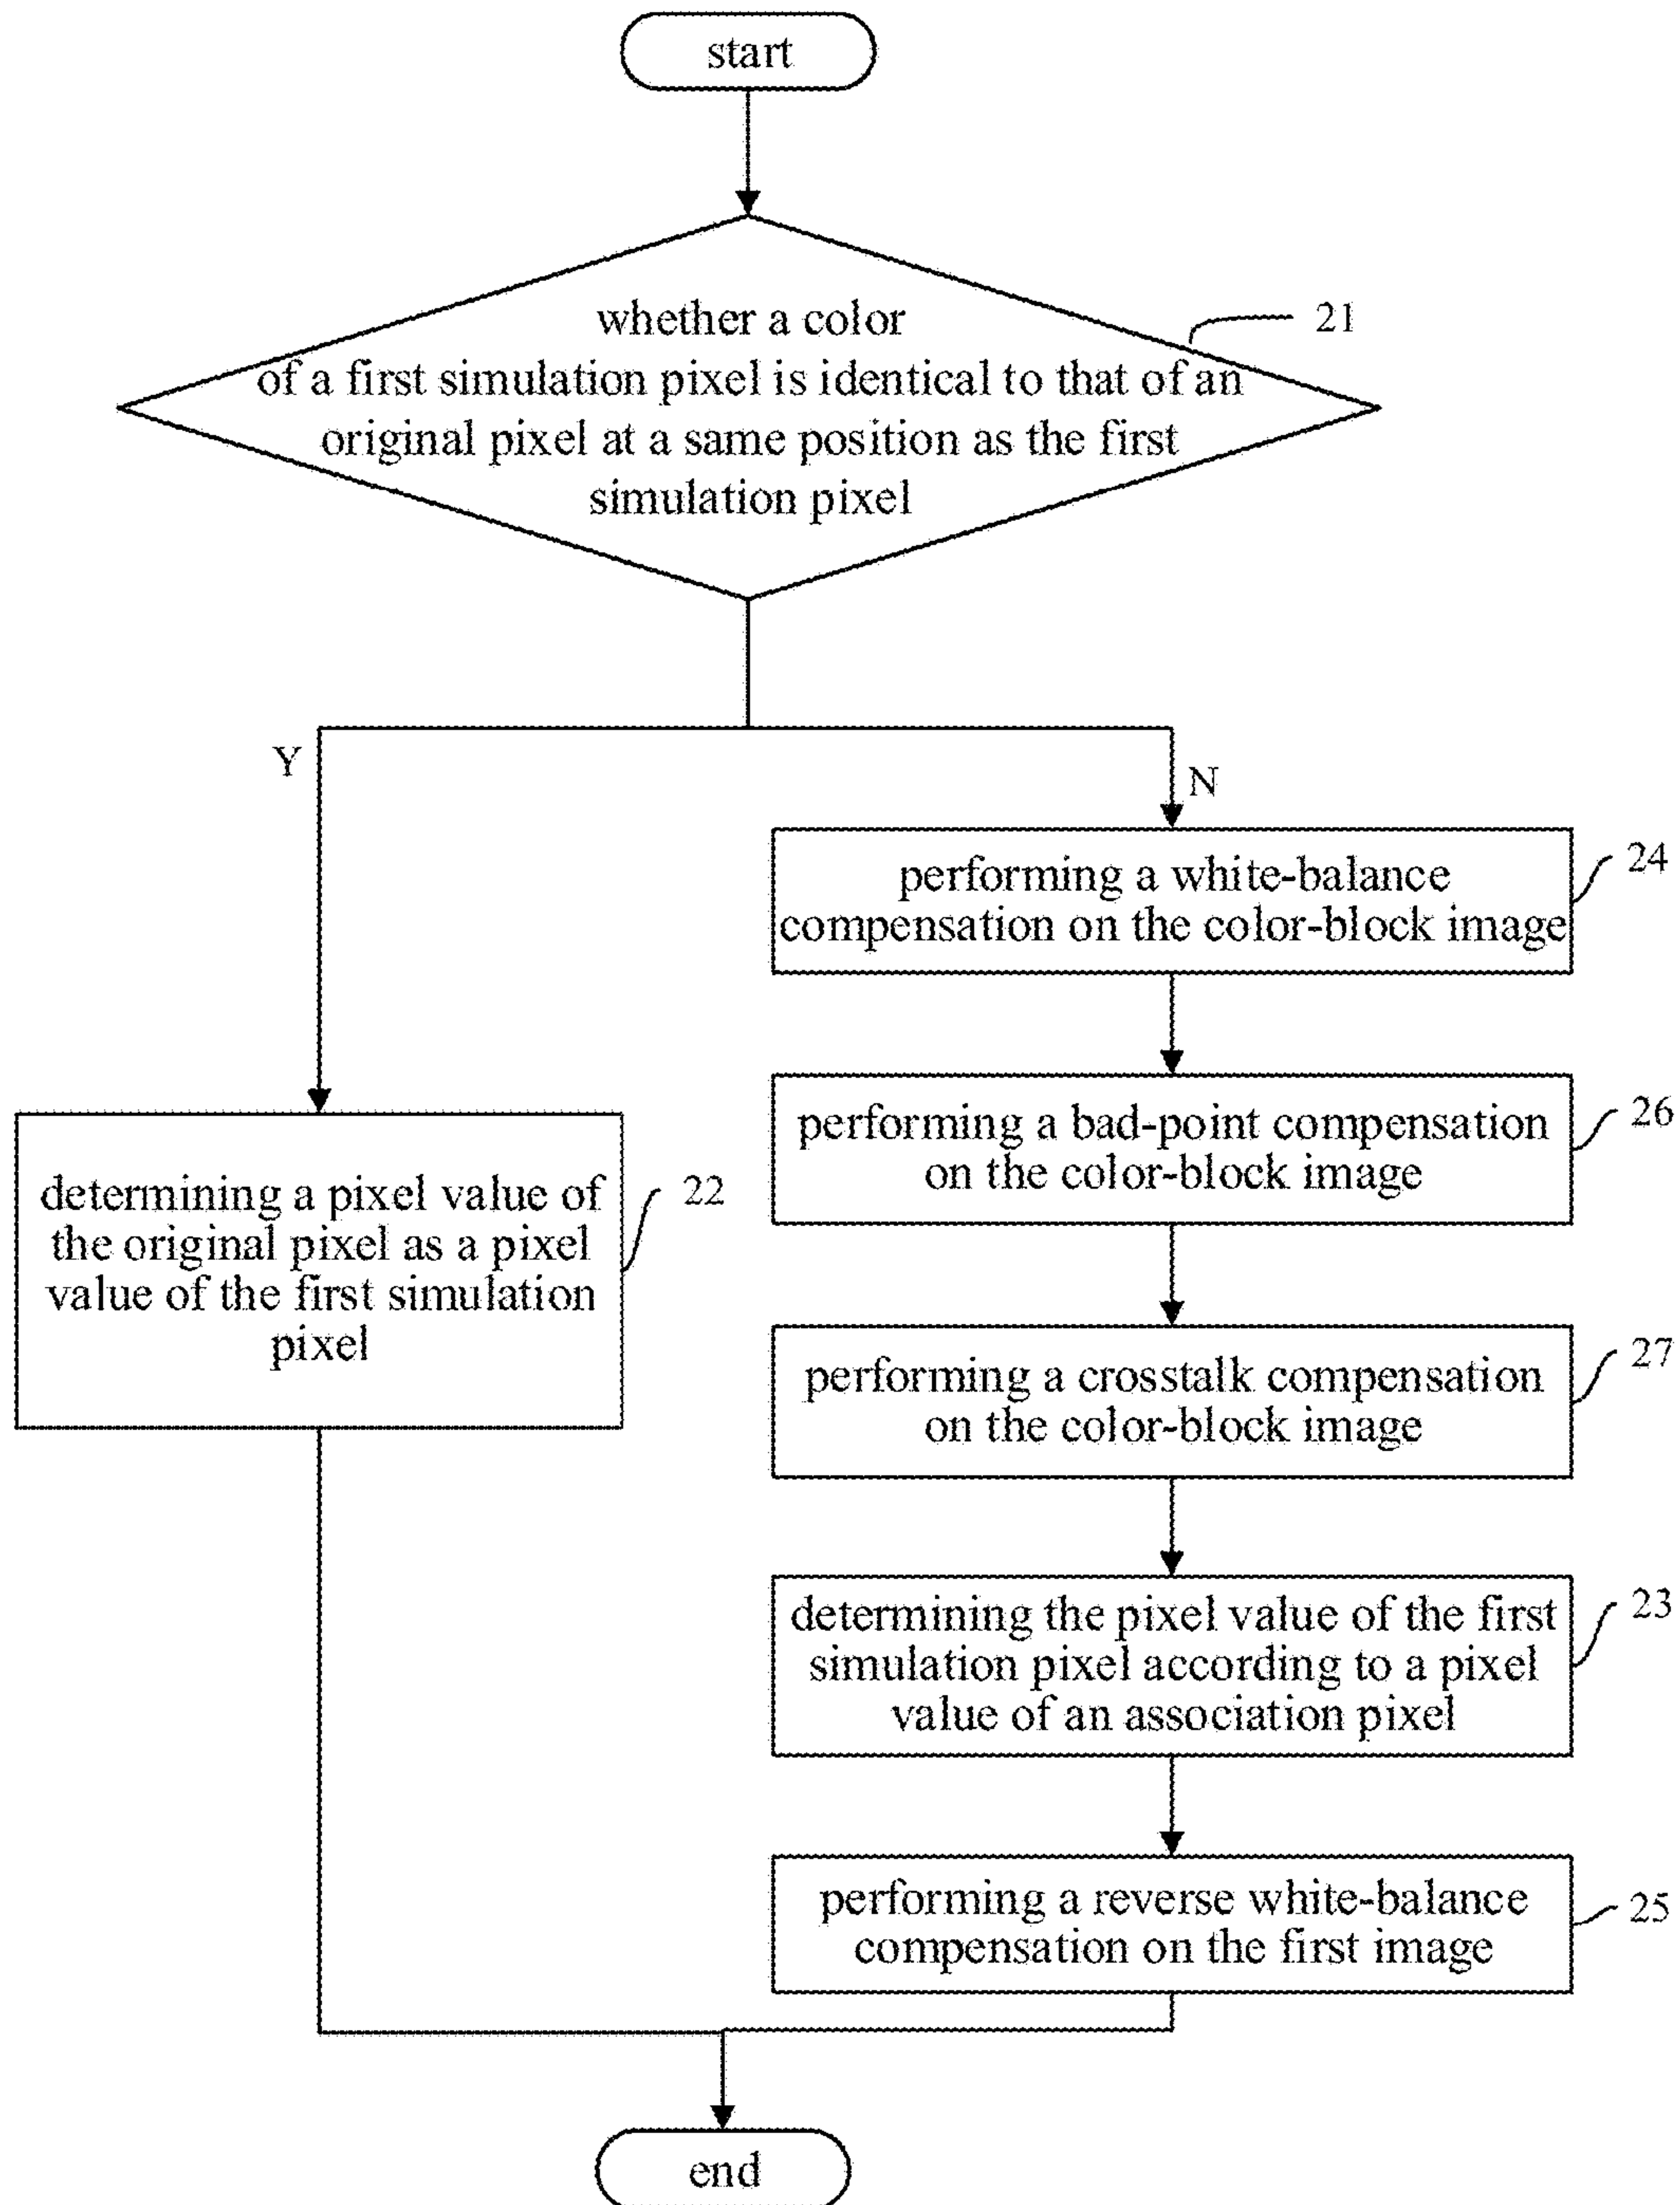 start
whether a color
of a first simulation pixel is identical to that of an
original pixel at a same position as the first
simulation pixel
21
Y
N
performing a white-balance
compensation on the color-block image
24
performing a bad-point compensation
on the color-block image
26
determining a pixel value of
the original pixel as a pixel
value of the first simulation
pixel
22
performing a crosstalk compensation
on the color-block image
27
determining the pixel value of the first
simulation pixel according to a pixel
value of an association pixel
23
performing a reverse white-balance
compensation on the first image
25
end